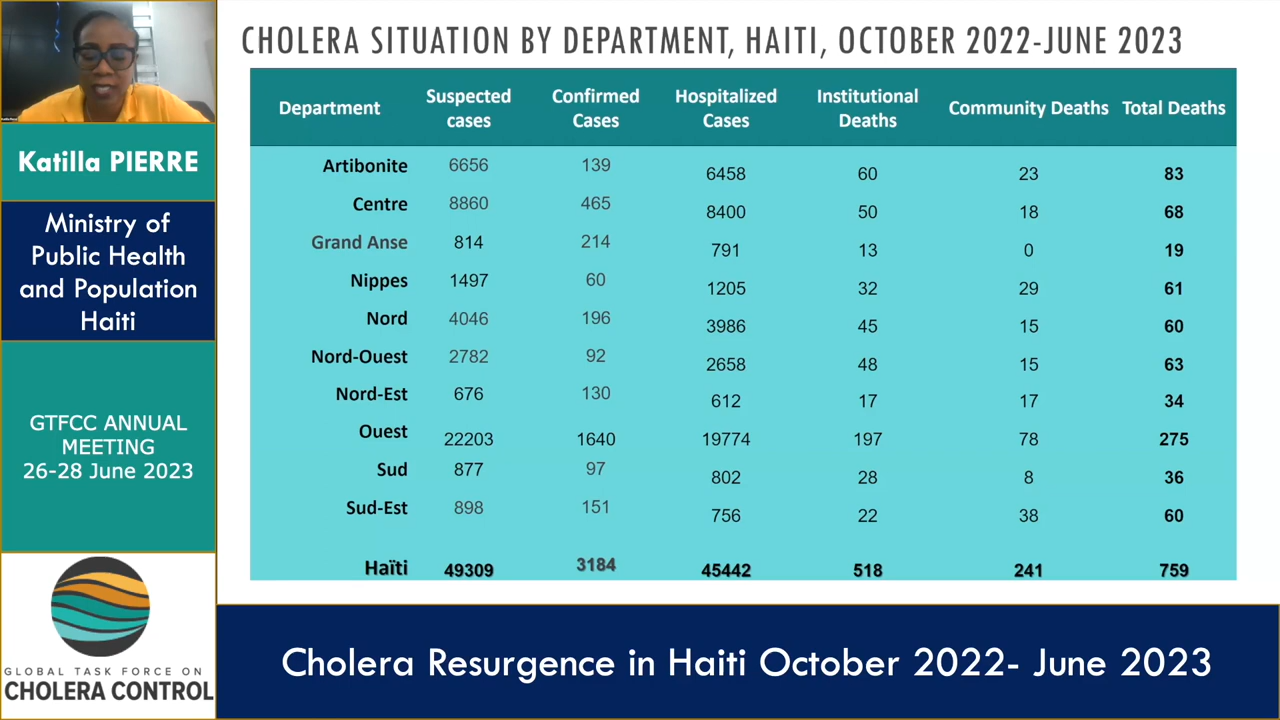 CHOLERA SITUATION BY DEPARTMENT, HAITI, OCTOBER 2022-JUNE 2023
Department Suspected cases Confirmed Cases Hospitalized Cases Institutional Deaths Community Deaths Total Deaths
Artibonite 6656 139 6458 60 23 83
Centre 8860 465 8400 50 18 68
Grand Anse 814 214 791 13 0 19
Nippes 1497 60 1205 32 29 61
Nord 4046 196 3986 45 15 60
Nord-Ouest 2782 92 2658 48 15 63
Nord-Est 676 130 612 17 17 34
Ouest 22203 1640 19774 197 78 275
Sud 877 97 802 28 8 36
Sud-Est 898 151 756 22 38 60
Haïti 49309 3184 45442 518 241 759
Katilla PIERRE
Ministry of
Public Health
and Population
Haiti
GTFCC ANNUAL
MEETING
26-28 June 2023
GLOBAL TASK FORCE ON
CHOLERA CONTROL
Cholera Resurgence in Haiti October 2022- June 2023